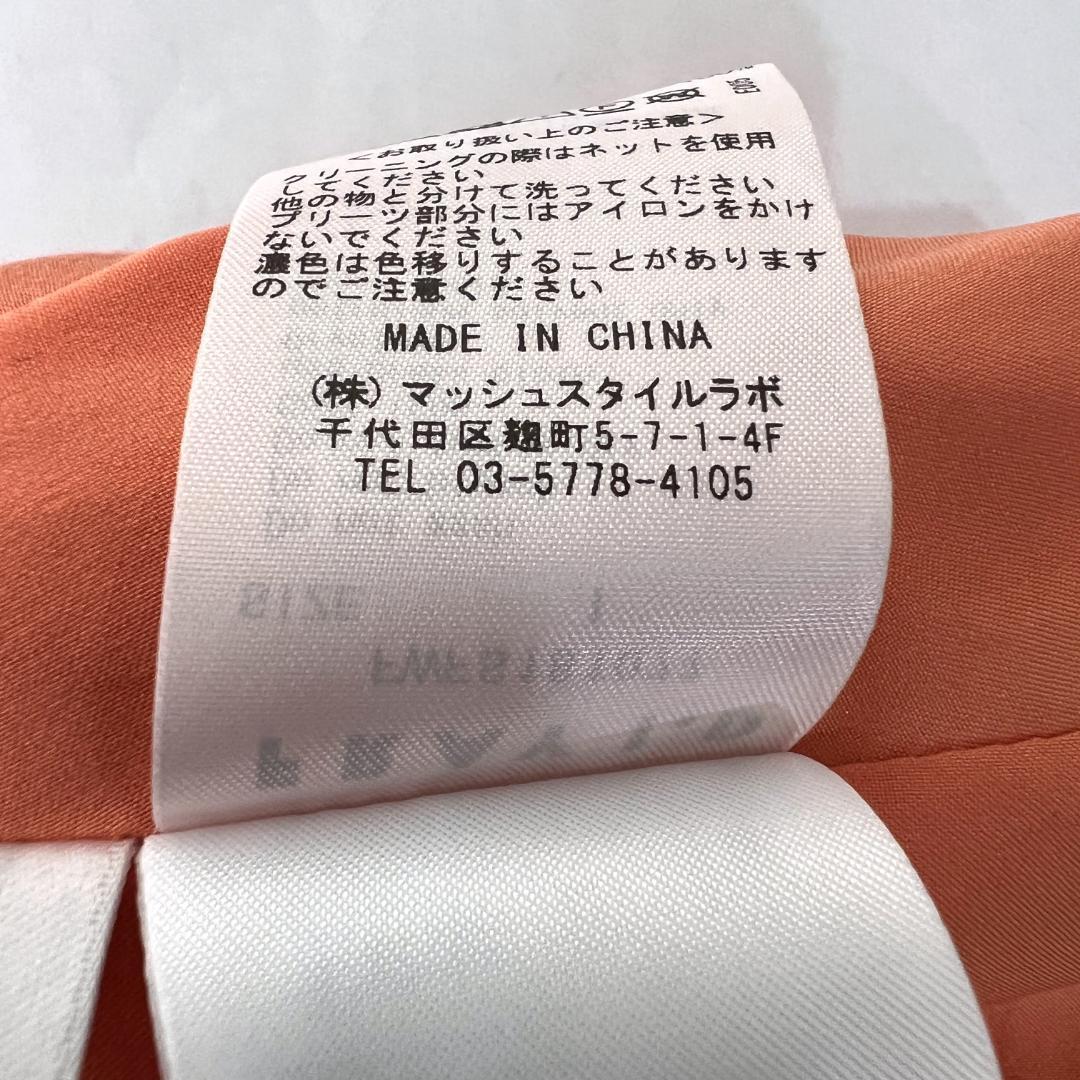 <お取り扱い上のご注意>
クリーニングの際はネットを使用
してください
他の物と分けて洗ってください
プリーツ部分にはアイロンをかけ
ないでください
濃色は色移りすることがあります
のでご注意ください
MADE IN CHINA
(株)マッシュスタイルラボ
千代田区麹町5-7-1-4F
TEL 03-5778-4105
SIZE 1